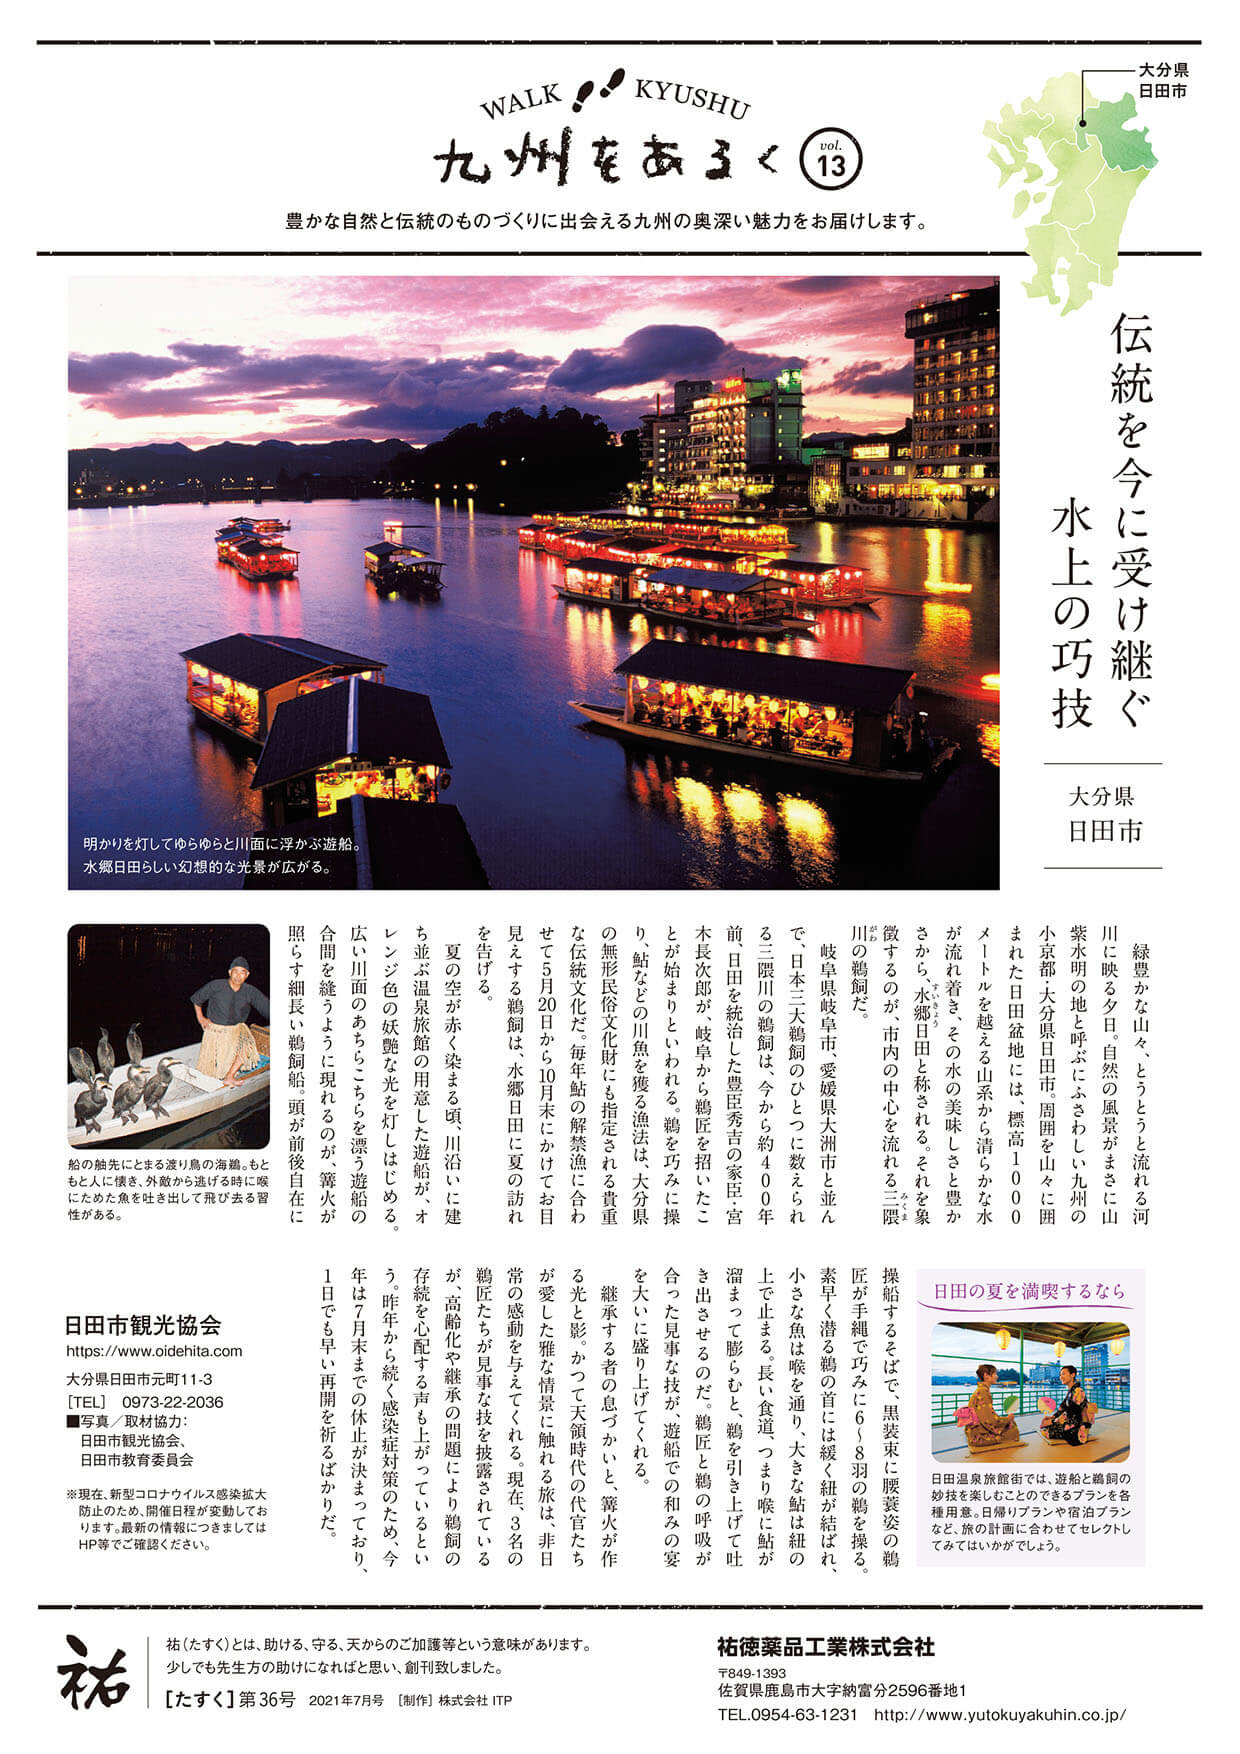 WALK KYUSHU
九州をあるく
vol.
13
豊かな自然と伝統のものづくりに出会える九州の奥深い魅力をお届けします。
大分県
日田市
伝統を今に受け継ぐ
水上の巧技
大分県
日田市
明かりを灯してゆらゆらと川面に浮かぶ遊船。
水郷日田らしい幻想的な光景が広がる。
緑豊かな山々、とうとうと流れる河
川に映る夕日。自然の風景がまさに山
紫水明の地と呼ぶにふさわしい九州の
小京都・大分県日田市。周囲を山々に囲
まれた日田盆地には、標高1000
メートルを越える山系から清らかな水
が流れ着き、その水の美味しさと豊か
さから、水郷日田と称される。それを象
すいきょう
徴するのが、市内の中心を流れる三隈
みくま
川の鵜飼だ。
がわ
岐阜県岐阜市、愛媛県大洲市と並ん
で、日本三大鵜飼のひとつに数えられ
る三隈川の鵜飼は、今から約400年
前、日田を統治した豊臣秀吉の家臣・宮
木長次郎が、岐阜から鵜匠を招いたこ
とが始まりといわれる。鵜を巧みに操
り、鮎などの川魚を獲る漁法は、大分県
の無形民俗文化財にも指定される貴重
な伝統文化だ。毎年鮎の解禁漁に合わ
せて5月20日から10月末にかけてお目
見えする鵜飼は、水郷日田に夏の訪れ
を告げる。
夏の空が赤く染まる頃、川沿いに建
ち並ぶ温泉旅館の用意した遊船が、オ
レンジ色の妖艶な光を灯しはじめる。
広い川面のあちらこちらを漂う遊船の
合間を縫うように現れるのが、篝火が
照らす細長い鵜飼船。頭が前後自在に
船の舳先にとまる渡り鳥の海鵜。もと
もと人に懐き、外敵から逃げる時に喉
にためた魚を吐き出して飛び去る習
性がある。
日田の夏を満喫するなら
日田温泉旅館街では、遊船と鵜飼の
妙技を楽しむことのできるプランを各
種用意。日帰りプランや宿泊プラン
など、旅の計画に合わせてセレクトし
てみてはいかがでしょう。
操船するそばで、黒装束に腰蓑姿の鵜
匠が手縄で巧みに6〜8羽の鵜を操る。
素早く潜る鵜の首には緩く紐が結ばれ、
小さな魚は喉を通り、大きな鮎は紐の
上で止まる。長い食道、つまり喉に鮎が
溜まって膨らむと、鵜を引き上げて吐
き出させるのだ。鵜匠と鵜の呼吸が
合った見事な技が、遊船での和みの宴
を大いに盛り上げてくれる。
継承する者の息づかいと、篝火が作
る光と影。かつて天領時代の代官たち
が愛した雅な情景に触れる旅は、非日
常の感動を与えてくれる。現在、3名の
鵜匠たちが見事な技を披露されている
が、高齢化や継承の問題により鵜飼の
存続を心配する声も上がっているとい
う。昨年から続く感染症対策のため、今
年は7月末までの休止が決まっており、
1日でも早い再開を祈るばかりだ。
日田市観光協会
https://www.oidehita.com
大分県日田市元町11-3
［TEL］ 0973-22-2036
■写真／取材協力：
日田市観光協会、
日田市教育委員会
※現在、新型コロナウイルス感染拡大
防止のため、開催日程が変動してお
ります。最新の情報につきましては
HP等でご確認ください。
祐
祐（たすく）とは、助ける、守る、天からのご加護等という意味があります。
少しでも先生方の助けになればと思い、創刊致しました。
［たすく］第36号 2021年7月号 ［制作］株式会社 ITP
祐徳薬品工業株式会社
〒849-1393
佐賀県鹿島市大字納富分2596番地1
TEL.0954-63-1231 http://www.yutokuyakuhin.co.jp/